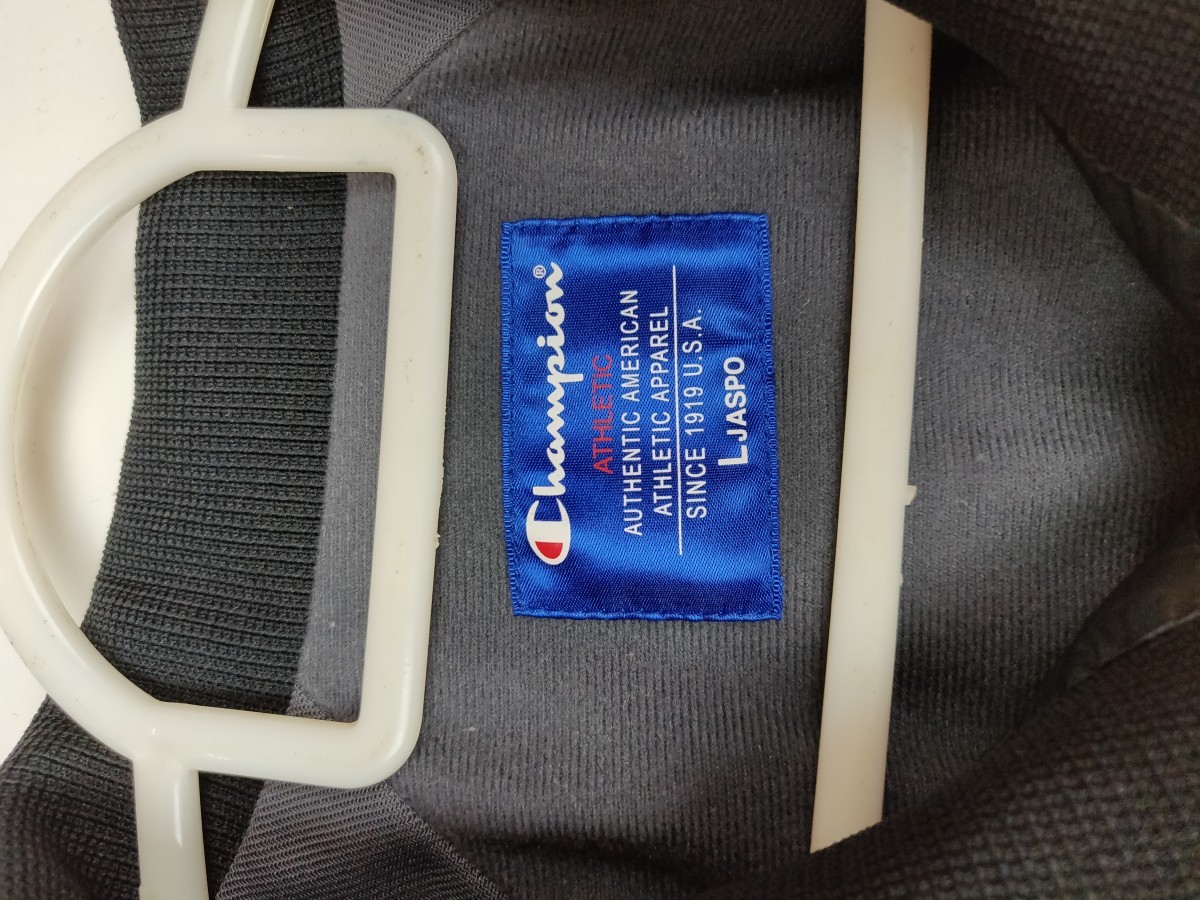 Champion®
ATHLETIC
AUTHENTIC AMERICAN
ATHLETIC APPAREL
SINCE 1919 U.S.A.
L JASPO